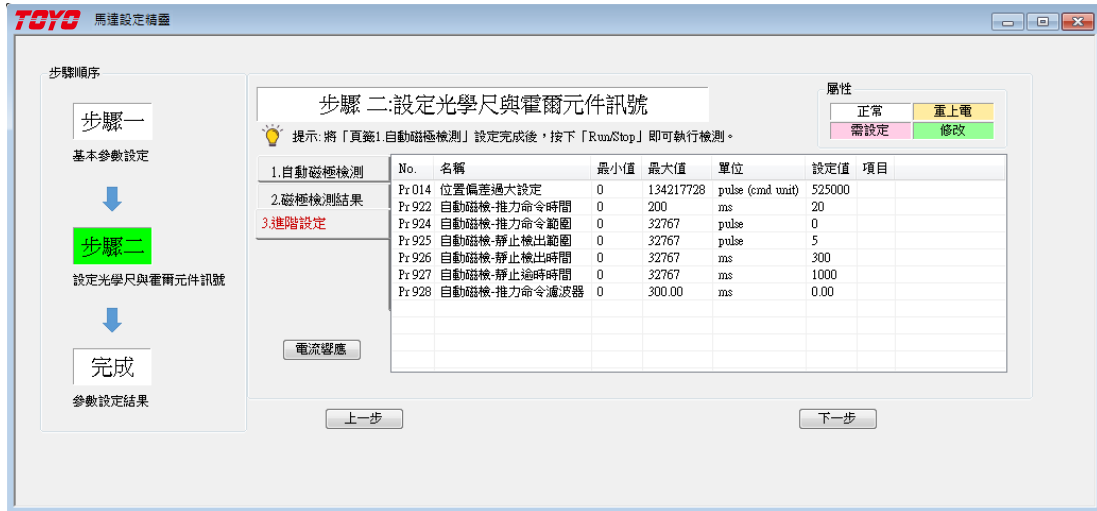 TOYO 馬達設定精靈
步驟順序
步驟一
基本參數設定
步驟二
設定光學尺與霍爾元件訊號
完成
參數設定結果
步驟 二:設定光學尺與霍爾元件訊號
提示: 將「頁籤1.自動磁極檢測」設定完成後，按下「Run/Stop」即可執行檢測。
屬性
正常 重上電
需設定 修改
1.自動磁極檢測
2.磁極檢測結果
3.進階設定
電流響應
No. 名稱 最小值 最大值 單位 設定值 項目
Pr 014 位置偏差過大設定 0 134217728 pulse (cmd unit) 525000
Pr 922 自動磁檢-推力命令時間 0 200 ms 20
Pr 924 自動磁檢-推力命令範圍 0 32767 pulse 0
Pr 925 自動磁檢-靜止檢出範圍 0 32767 pulse 5
Pr 926 自動磁檢-靜止檢出時間 0 32767 ms 300
Pr 927 自動磁檢-靜止逾時時間 0 32767 ms 1000
Pr 928 自動磁檢-推力命令濾波器 0 300.00 ms 0.00
上一步
下一步